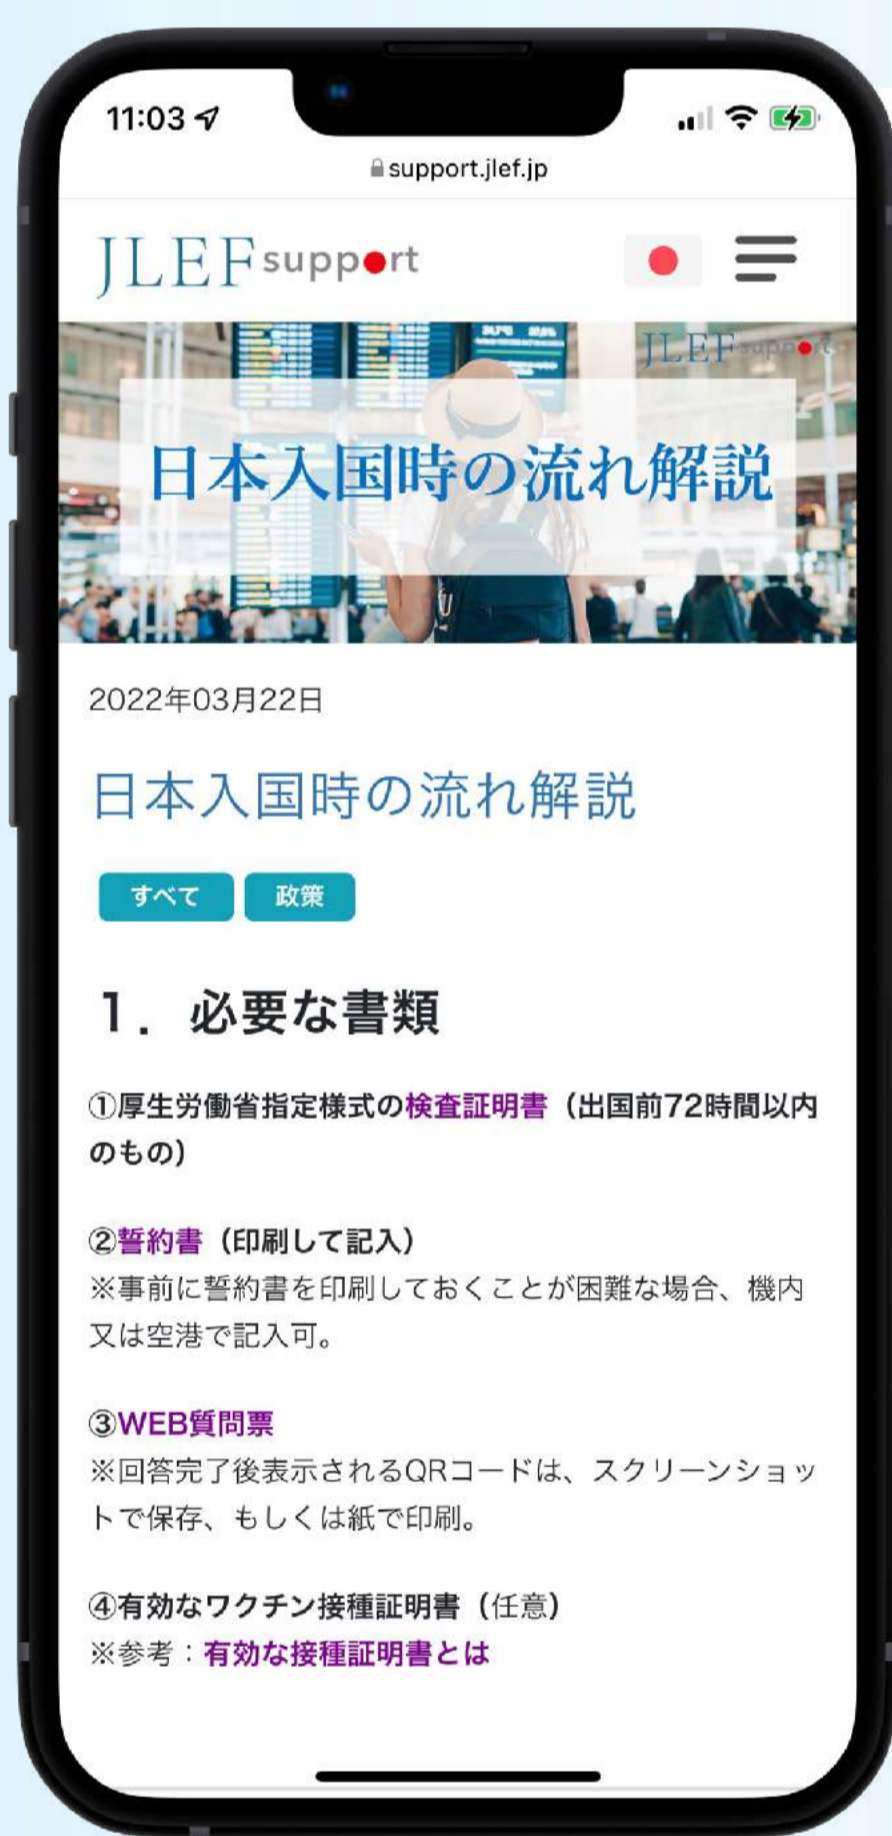 11:03
support.jlef.jp
JLEF support
JLEF support
日本入国時の流れ解説
2022年03月22日
日本入国時の流れ解説
すべて 政策
1．必要な書類
①厚生労働省指定様式の検査証明書（出国前72時間以内
のもの）
②誓約書（印刷して記入）
※事前に誓約書を印刷しておくことが困難な場合、機内
又は空港で記入可。
③WEB質問票
※回答完了後表示されるQRコードは、スクリーンショッ
トで保存、もしくは紙で印刷。
④有効なワクチン接種証明書（任意）
※参考：有効な接種証明書とは